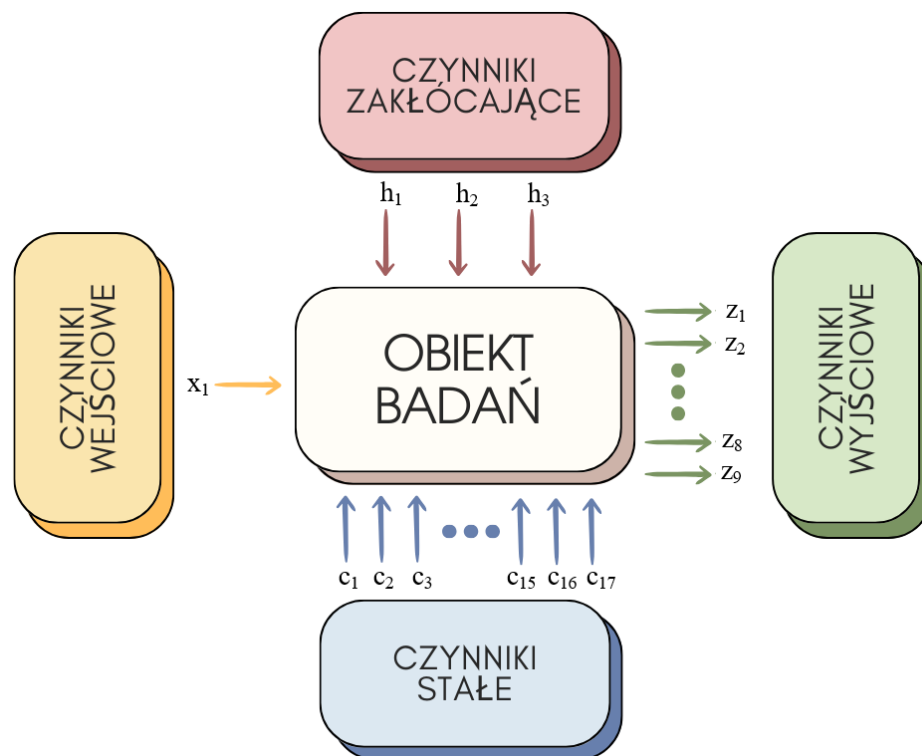 CZYNNIKI
ZAKŁÓCAJĄCE
h₁ h₂ h₃
CZYNNIKI
WEJŚCIOWE
x₁
OBIEKT
BADAŃ
z₁
z₂
z₈
z₉
CZYNNIKI
WYJŚCIOWE
c₁ c₂ c₃ c₁₅ c₁₆ c₁₇
CZYNNIKI
STAŁE